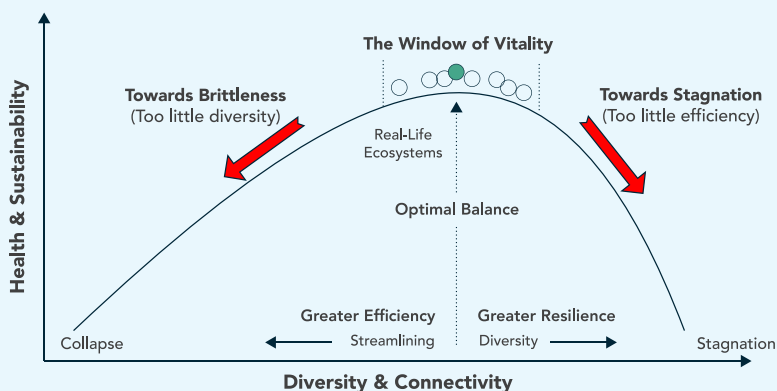 The Window of Vitality
Towards Brittleness
(Too little diversity)
Towards Stagnation
(Too little efficiency)
Real-Life
Ecosystems
Optimal Balance
Health & Sustainability
Greater Efficiency
Streamlining
Greater Resilience
Diversity
Collapse
Stagnation
Diversity & Connectivity